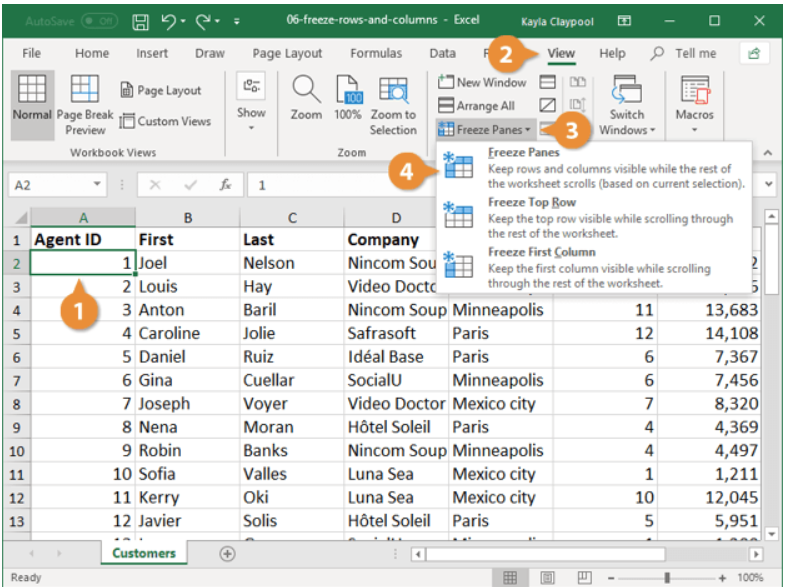 AutoSave Off 06-freeze-rows-and-columns - Excel Kayla Claypool
File Home Insert Draw Page Layout Formulas Data 2 View Help Tell me
Normal Page Break Preview Page Layout Custom Views Show Zoom 100% Zoom to Selection New Window Arrange All Freeze Panes 3 Switch Windows Macros
Workbook Views Zoom
4
Freeze Panes
Keep rows and columns visible while the rest of
the worksheet scrolls (based on current selection).
Freeze Top Row
Keep the top row visible while scrolling through
the rest of the worksheet.
Freeze First Column
Keep the first column visible while scrolling
through the rest of the worksheet.
A2 fx 1
A B C D
1 Agent ID First Last Company
2 1 Joel Nelson Nincom Sou
3 2 Louis Hay Video Docto
1
4 3 Anton Baril Nincom Soup Minneapolis 11 13,683
5 4 Caroline Jolie Safrasoft Paris 12 14,108
6 5 Daniel Ruiz Idéal Base Paris 6 7,367
7 6 Gina Cuellar SocialU Minneapolis 6 7,456
8 7 Joseph Voyer Video Doctor Mexico city 7 8,320
9 8 Nena Moran Hôtel Soleil Paris 4 4,369
10 9 Robin Banks Nincom Soup Minneapolis 4 4,497
11 10 Sofia Valles Luna Sea Mexico city 1 1,211
12 11 Kerry Oki Luna Sea Mexico city 10 12,045
13 12 Javier Solis Hôtel Soleil Paris 5 5,951
Customers
Ready 100%